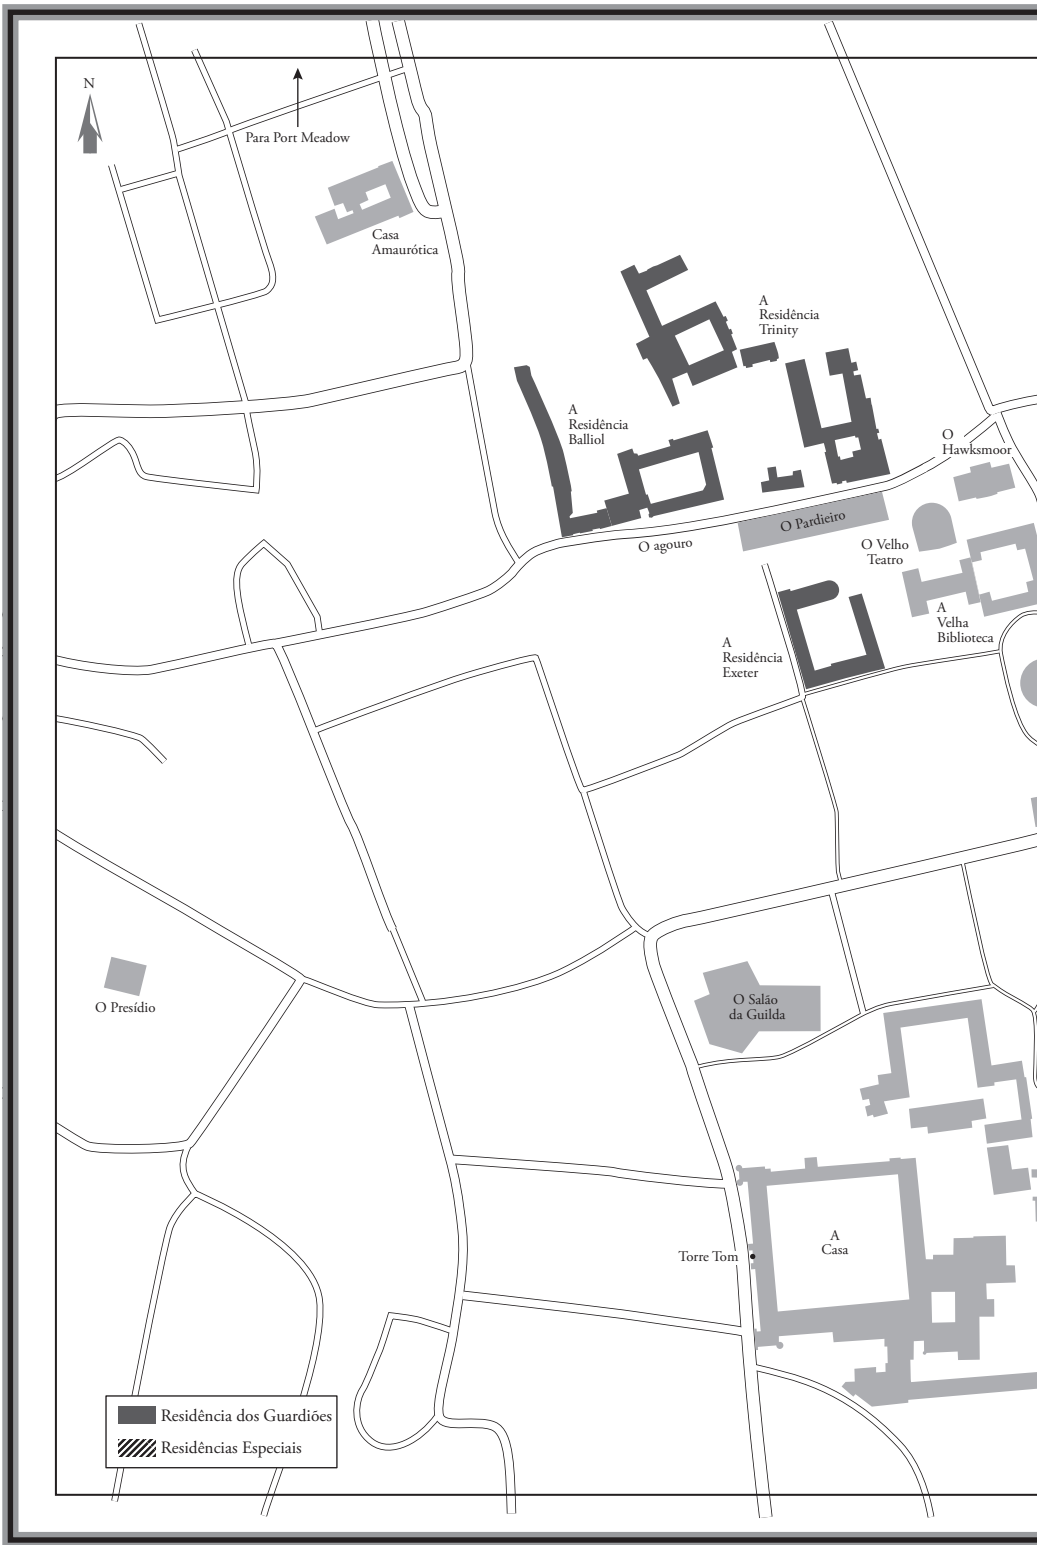 N
Para Port Meadow
Casa
Amaurótica
A
Residência
Trinity
A
Residência
Balliol
O
Hawksmoor
O Pardieiro
O agouro
O Velho
Teatro
A
Velha
Biblioteca
A
Residência
Exeter
O Presídio
O Salão
da Guilda
A
Casa
Torre Tom
Residência dos Guardiões
Residências Especiais